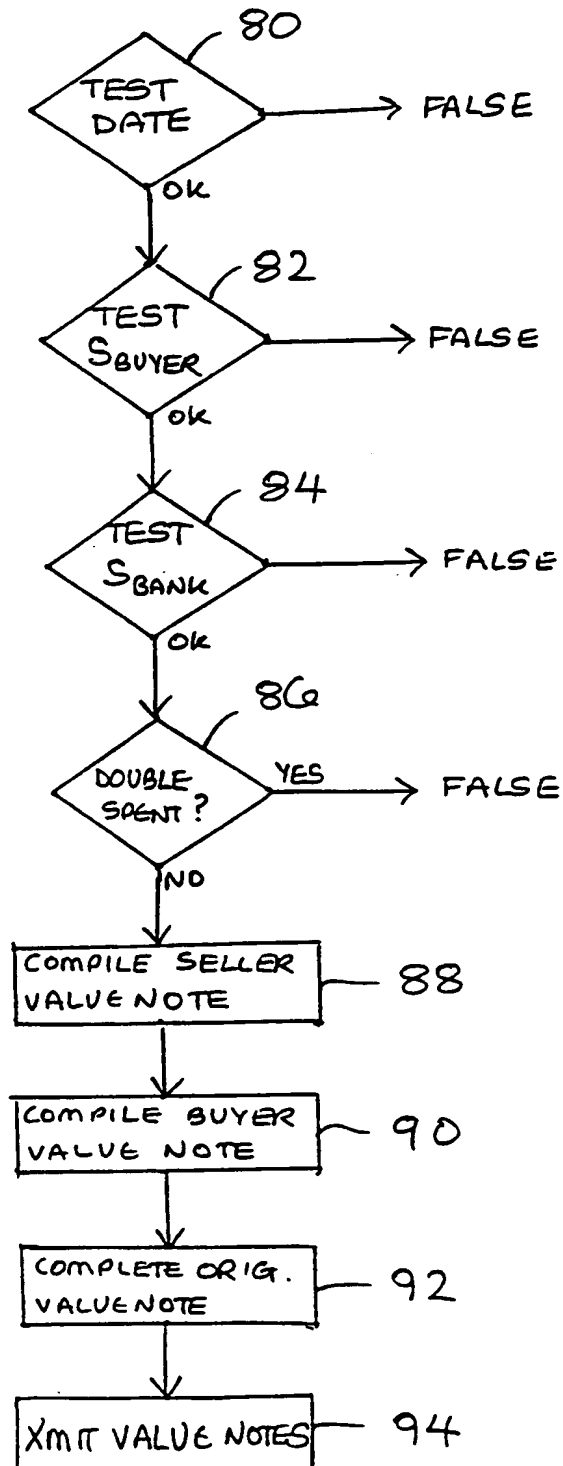 80
TEST
DATE
FALSE
OK
82
TEST
SBUYER
FALSE
OK
84
TEST
SBANK
FALSE
OK
86
DOUBLE
SPENT?
YES
FALSE
NO
COMPILE SELLER
VALUE NOTE
88
COMPILE BUYER
VALUE NOTE
90
COMPLETE ORIG.
VALUE NOTE
92
XMIT VALUE NOTES
94